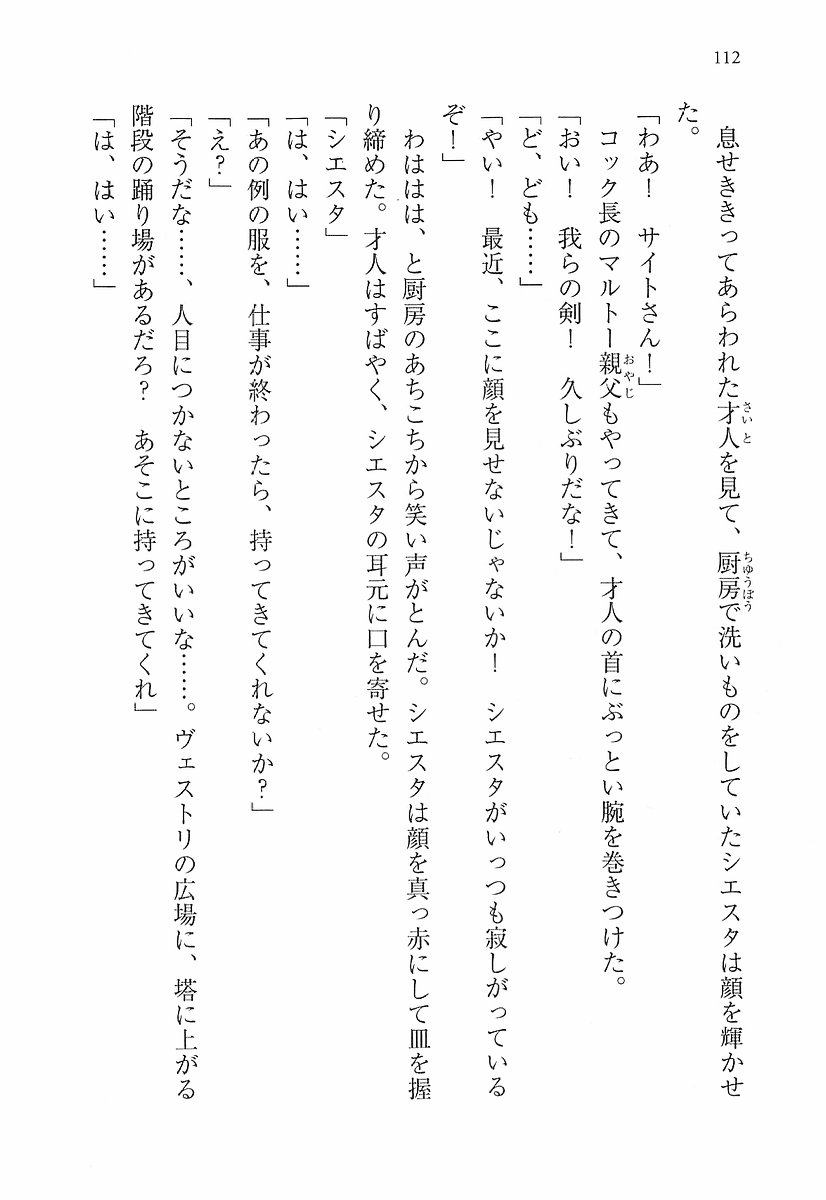 112
息せききってあらわれた才人を見て、厨房で洗いものをしていたシエスタは顔を輝かせ
た。
「わあ！　サイトさん！」
コック長のマルトー親父もやってきて、才人の首にぶっとい腕を巻きつけた。
「おい！　我らの剣！　久しぶりだな！」
「ど、ども……」
「やい！　最近、ここに顔を見せないじゃないか！　シエスタがいっつも寂しがっている
ぞ！」
わははは、と厨房のあちこちから笑い声がとんだ。シエスタは顔を真っ赤にして皿を握
り締めた。才人はすばやく、シエスタの耳元に口を寄せた。
「シエスタ」
「は、はい……」
「あの例の服を、仕事が終わったら、持ってきてくれないか？」
「え？」
「そうだな……、人目につかないところがいいな……。ヴェストリの広場に、塔に上がる
階段の踊り場があるだろ？　あそこに持ってきてくれ」
「は、はい……」